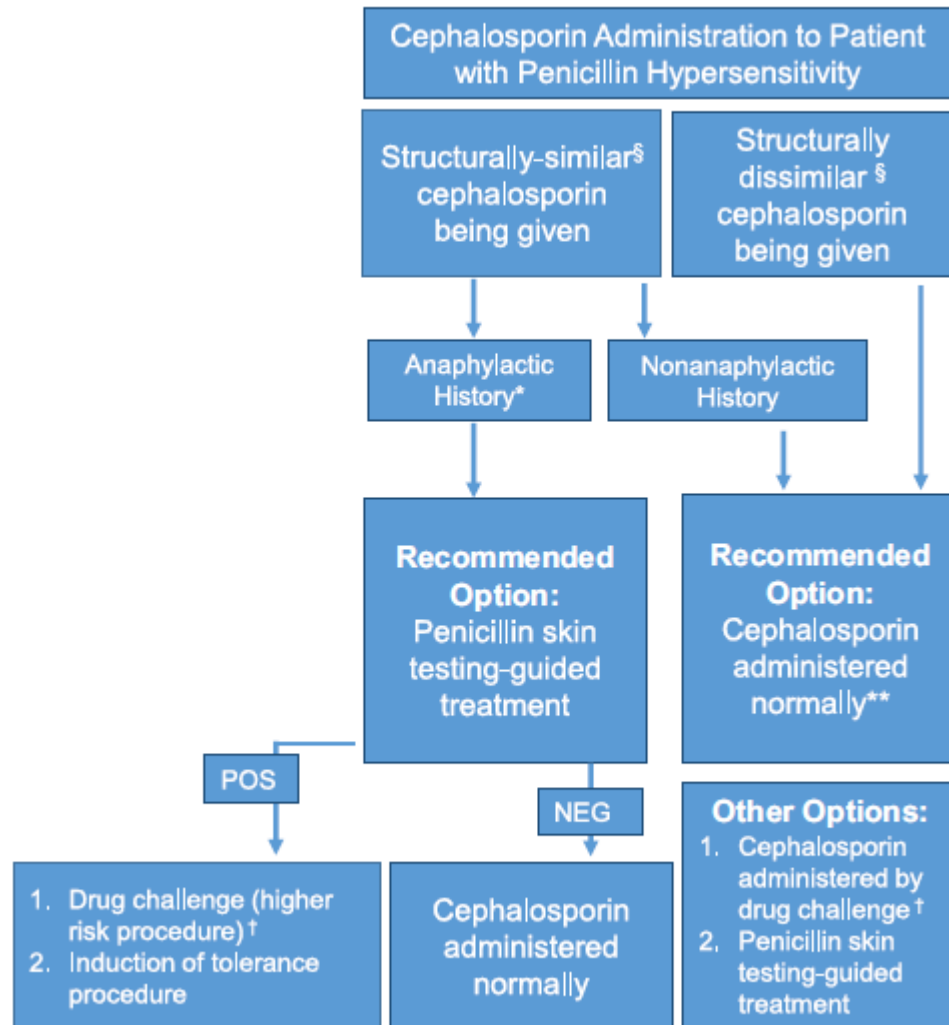 Cephalosporin Administration to Patient
with Penicillin Hypersensitivity
Structurally-similar§
cephalosporin
being given
Structurally
dissimilar §
cephalosporin
being given
Anaphylactic
History*
Nonanaphylactic
History
Recommended
Option:
Penicillin skin
testing-guided
treatment
Recommended
Option:
Cephalosporin
administered
normally**
POS
NEG
1. Drug challenge (higher
risk procedure)†
2. Induction of tolerance
procedure
Cephalosporin
administered
normally
Other Options:
1. Cephalosporin
administered by
drug challenge†
2. Penicillin skin
testing-guided
treatment